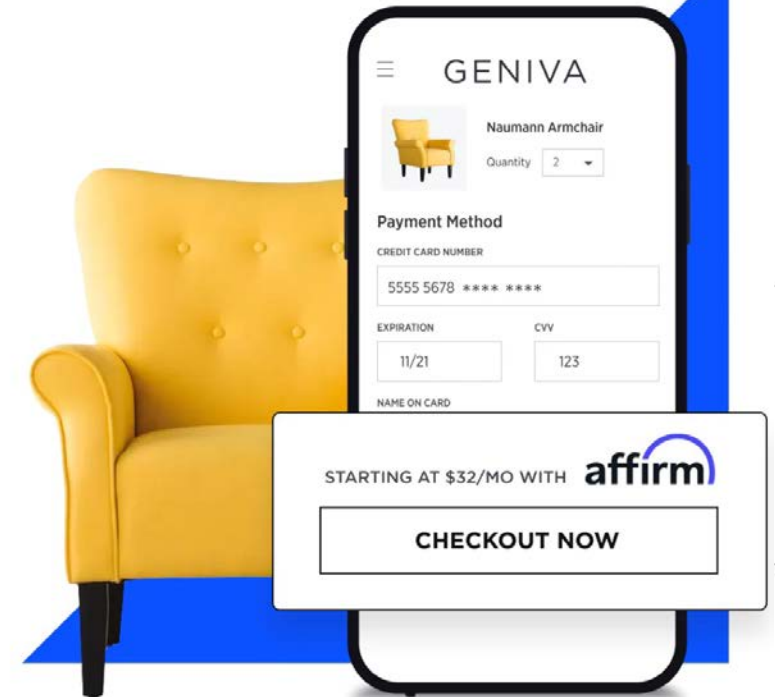 GENIVA
Naumann Armchair
Quantity 2
Payment Method
CREDIT CARD NUMBER
5555 5678 **** ****
EXPIRATION CVV
11/21 123
NAME ON CARD
STARTING AT $32/MO WITH affirm
CHECKOUT NOW